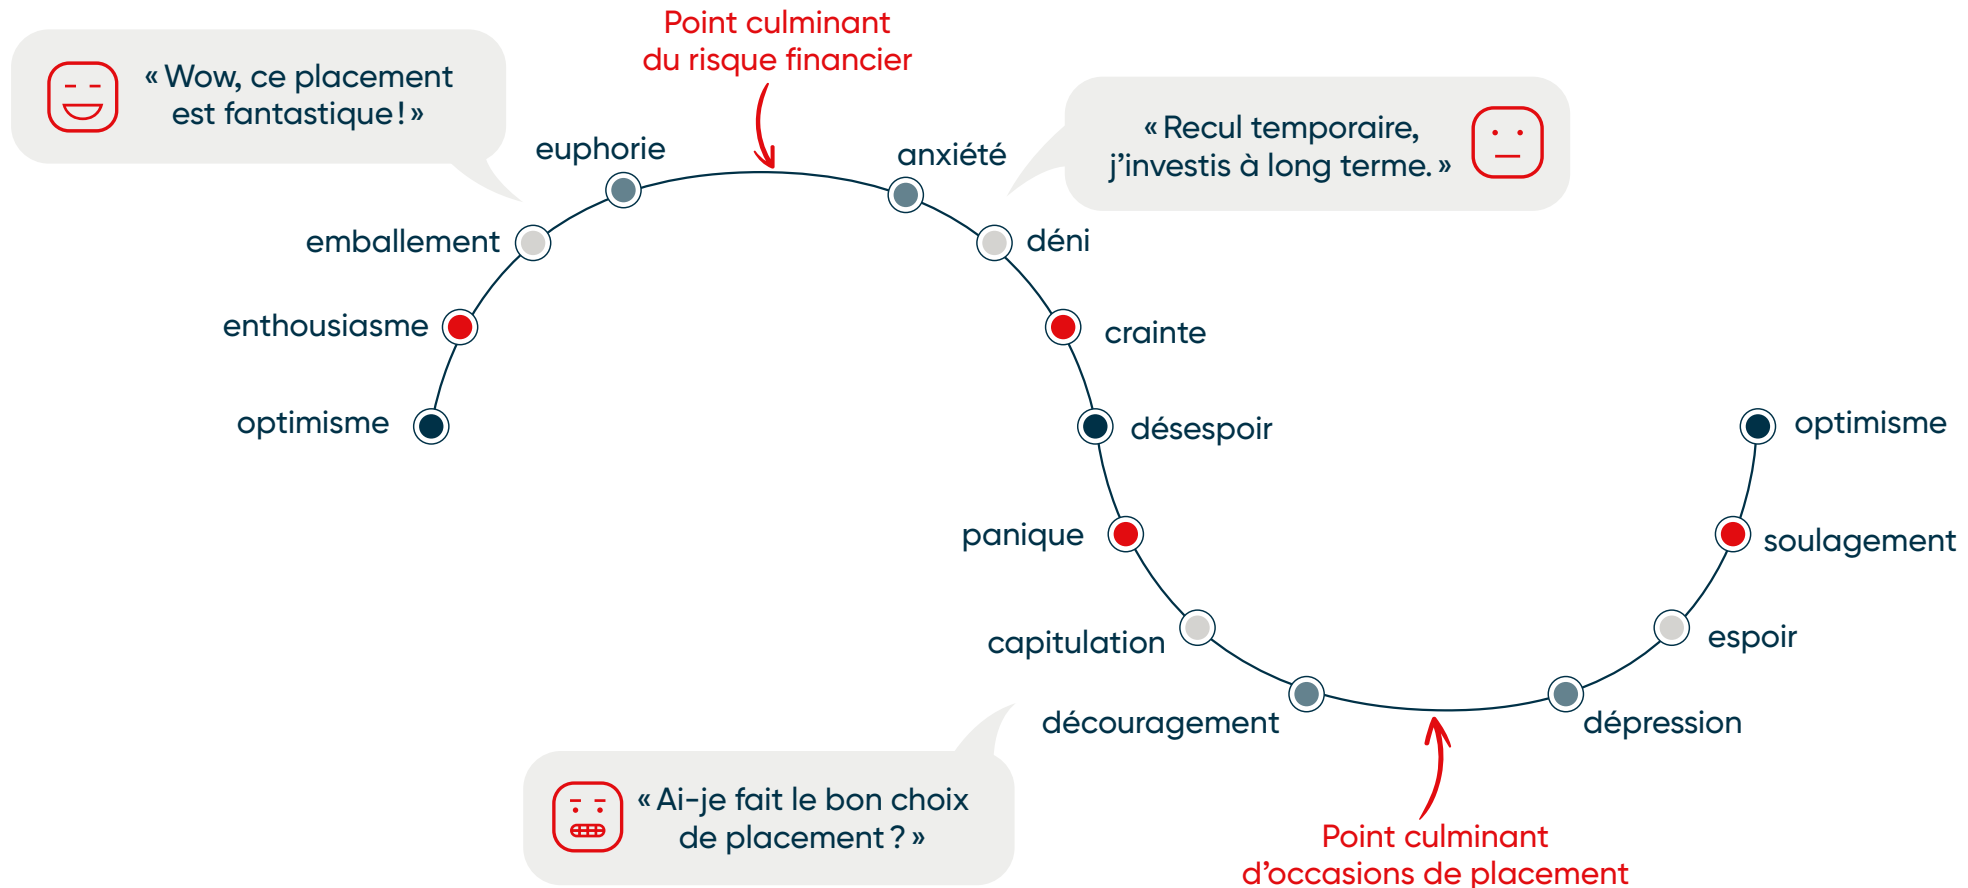 Point culminant
du risque financier
« Wow, ce placement
est fantastique ! »
« Recul temporaire,
j’investis à long terme. »
euphorie
anxiété
emballement
déni
enthousiasme
crainte
optimisme
désespoir
optimisme
panique
soulagement
capitulation
espoir
découragement
dépression
« Ai-je fait le bon choix
de placement ? »
Point culminant
d’occasions de placement